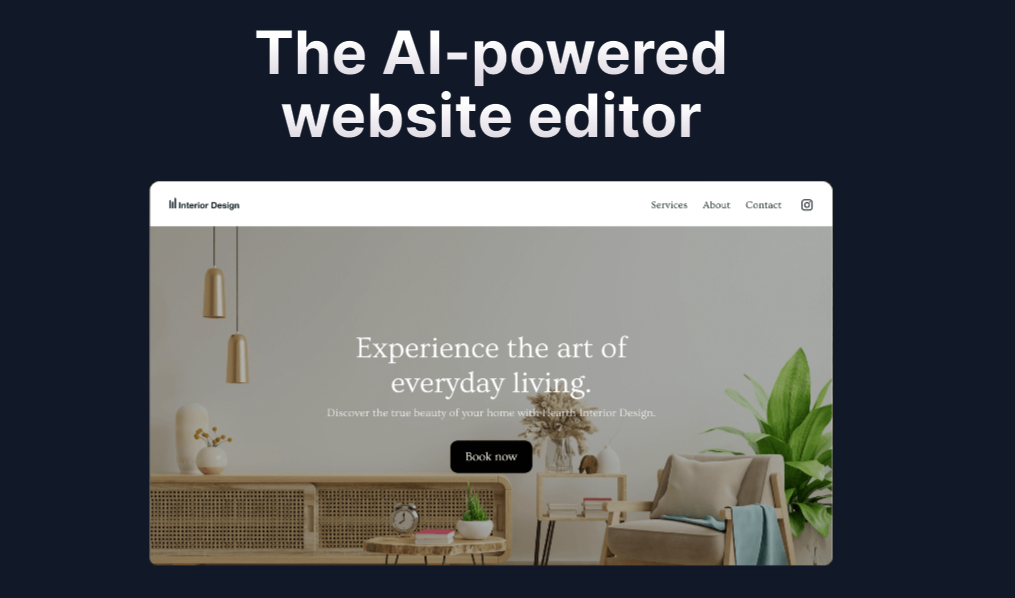 The AI-powered
website editor
Interior Design
Services About Contact
Experience the art of
everyday living.
Discover the true beauty of your home with Hearth Interior Design.
Book now